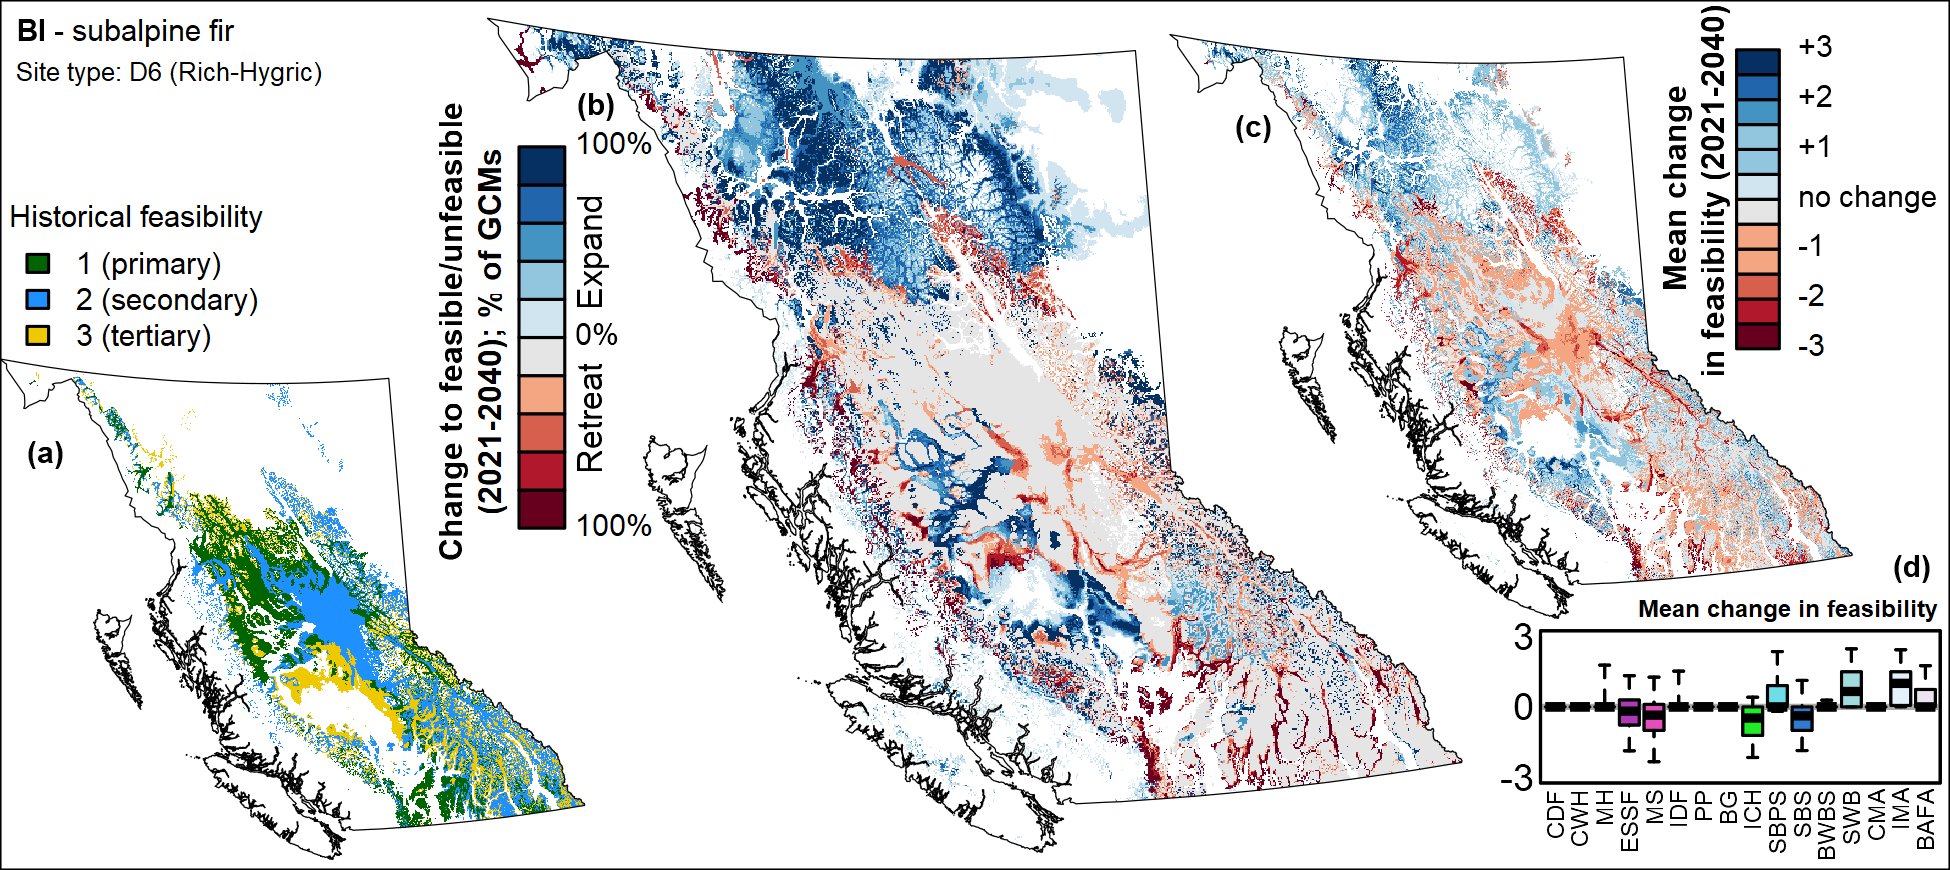 Bl - subalpine fir
Site type: D6 (Rich-Hygric)
Historical feasibility
1 (primary)
2 (secondary)
3 (tertiary)
(a)
(b)
Change to feasible/unfeasible
(2021-2040); % of GCMs
100%
Expand
0%
Retreat
100%
(c)
Mean change
in feasibility (2021-2040)
+3
+2
+1
no change
-1
-2
-3
(d)
Mean change in feasibility
3
0
-3
CDF
CWH
MH
ESSF
MS
IDF
PP
BG
ICH
SBPS
SBS
BWBS
SWB
CMA
IMA
BAFA